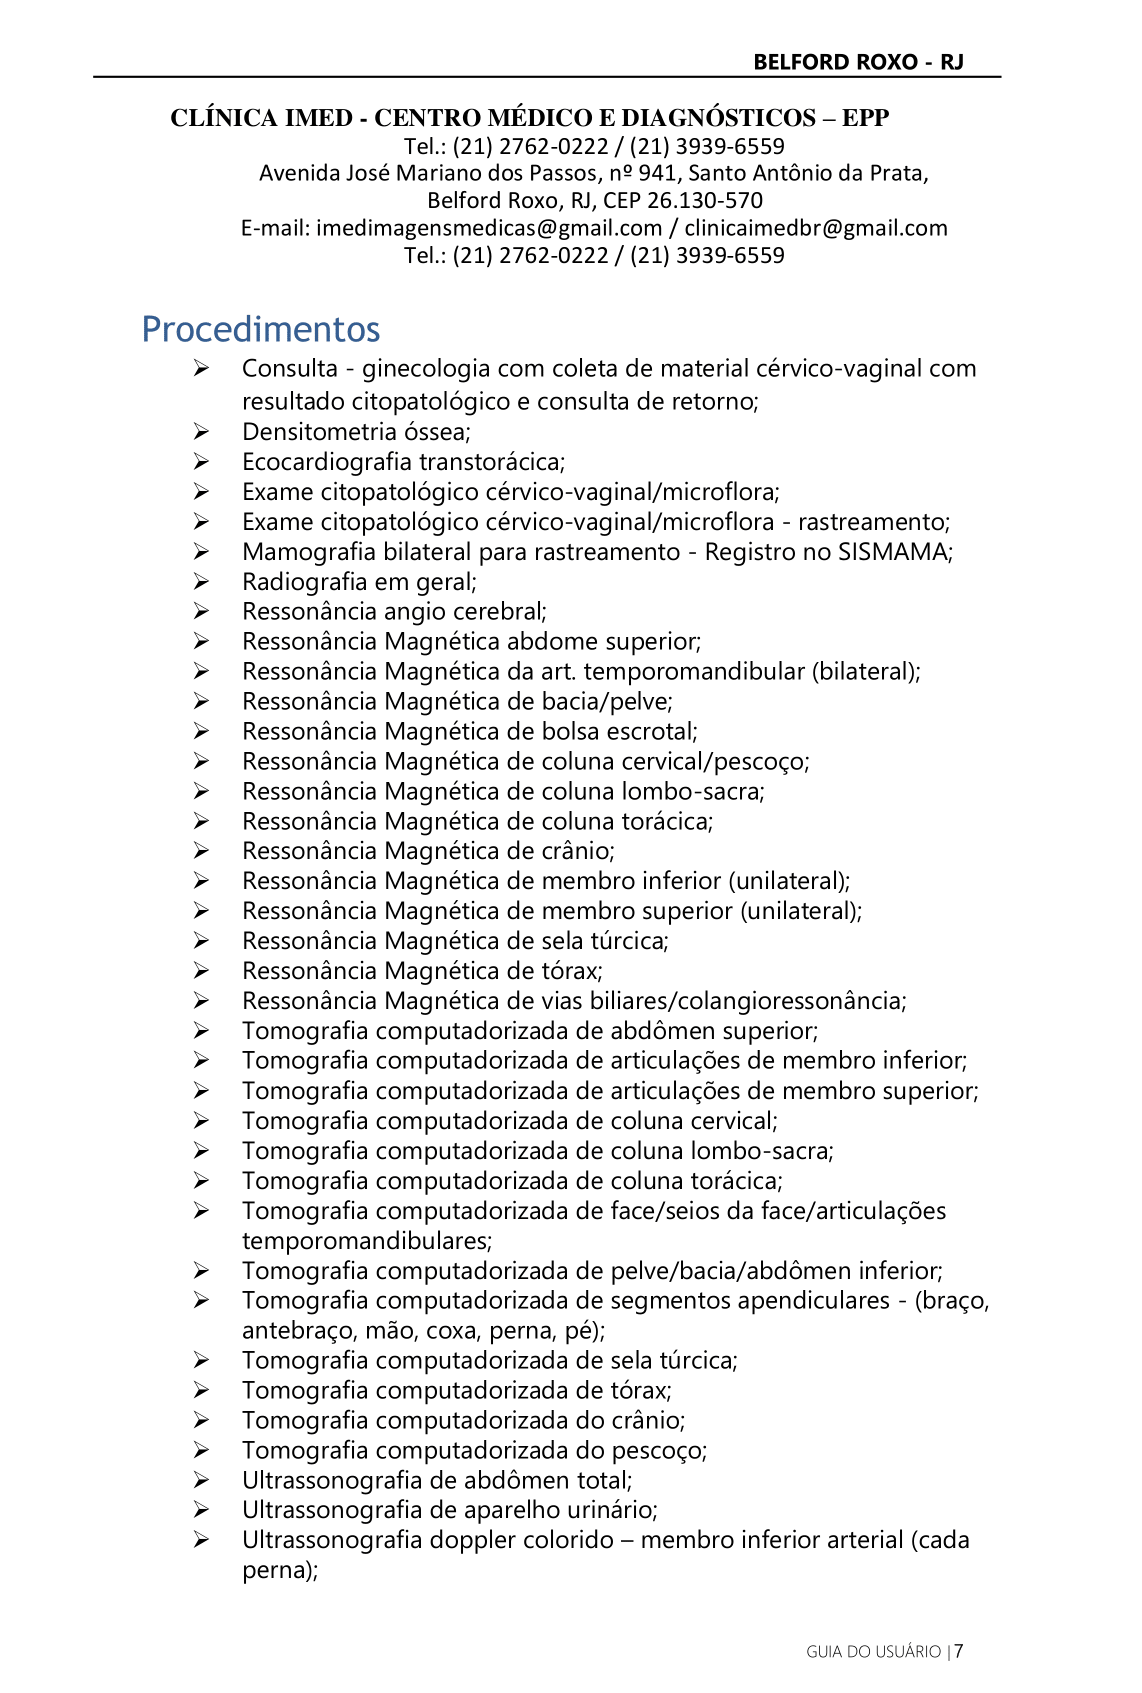 BELFORD ROXO - RJ
CLÍNICA IMED - CENTRO MÉDICO E DIAGNÓSTICOS – EPP
Tel.: (21) 2762-0222 / (21) 3939-6559
Avenida José Mariano dos Passos, nº 941, Santo Antônio da Prata,
Belford Roxo, RJ, CEP 26.130-570
E-mail: imedimagensmedicas@gmail.com / clinicaimedbr@gmail.com
Tel.: (21) 2762-0222 / (21) 3939-6559
Procedimentos
➢ Consulta - ginecologia com coleta de material cérvico-vaginal com
resultado citopatológico e consulta de retorno;
➢ Densitometria óssea;
➢ Ecocardiografia transtorácica;
➢ Exame citopatológico cérvico-vaginal/microflora;
➢ Exame citopatológico cérvico-vaginal/microflora - rastreamento;
➢ Mamografia bilateral para rastreamento - Registro no SISMAMA;
➢ Radiografia em geral;
➢ Ressonância angio cerebral;
➢ Ressonância Magnética abdome superior;
➢ Ressonância Magnética da art. temporomandibular (bilateral);
➢ Ressonância Magnética de bacia/pelve;
➢ Ressonância Magnética de bolsa escrotal;
➢ Ressonância Magnética de coluna cervical/pescoço;
➢ Ressonância Magnética de coluna lombo-sacra;
➢ Ressonância Magnética de coluna torácica;
➢ Ressonância Magnética de crânio;
➢ Ressonância Magnética de membro inferior (unilateral);
➢ Ressonância Magnética de membro superior (unilateral);
➢ Ressonância Magnética de sela túrcica;
➢ Ressonância Magnética de tórax;
➢ Ressonância Magnética de vias biliares/colangioressonância;
➢ Tomografia computadorizada de abdômen superior;
➢ Tomografia computadorizada de articulações de membro inferior;
➢ Tomografia computadorizada de articulações de membro superior;
➢ Tomografia computadorizada de coluna cervical;
➢ Tomografia computadorizada de coluna lombo-sacra;
➢ Tomografia computadorizada de coluna torácica;
➢ Tomografia computadorizada de face/seios da face/articulações
temporomandibulares;
➢ Tomografia computadorizada de pelve/bacia/abdômen inferior;
➢ Tomografia computadorizada de segmentos apendiculares - (braço,
antebraço, mão, coxa, perna, pé);
➢ Tomografia computadorizada de sela túrcica;
➢ Tomografia computadorizada de tórax;
➢ Tomografia computadorizada do crânio;
➢ Tomografia computadorizada do pescoço;
➢ Ultrassonografia de abdômen total;
➢ Ultrassonografia de aparelho urinário;
➢ Ultrassonografia doppler colorido – membro inferior arterial (cada
perna);
GUIA DO USUÁRIO | 7